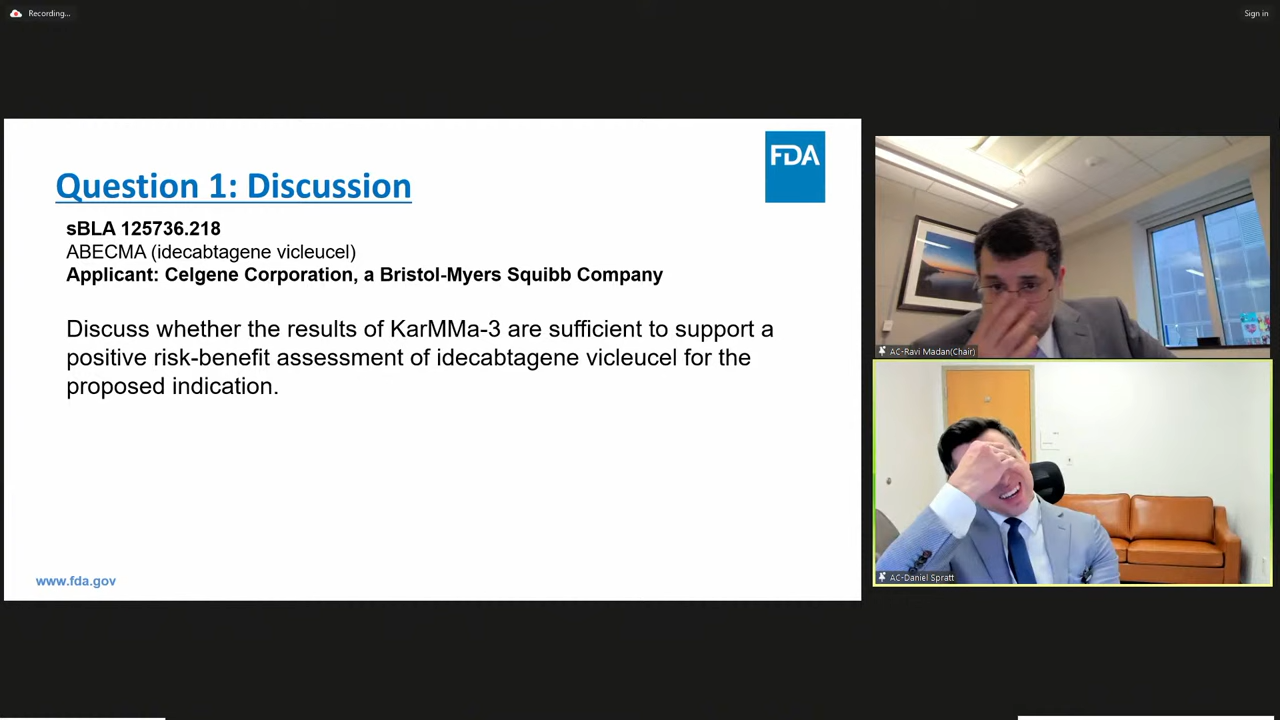 Recording...
Sign in
FDA
Question 1: Discussion
sBLA 125736.218
ABECMA (idecabtagene vicleucel)
Applicant: Celgene Corporation, a Bristol-Myers Squibb Company
Discuss whether the results of KarMMa-3 are sufficient to support a
positive risk-benefit assessment of idecabtagene vicleucel for the
proposed indication.
www.fda.gov
AC-Ravi Madan(Chair)
AC-Daniel Spratt